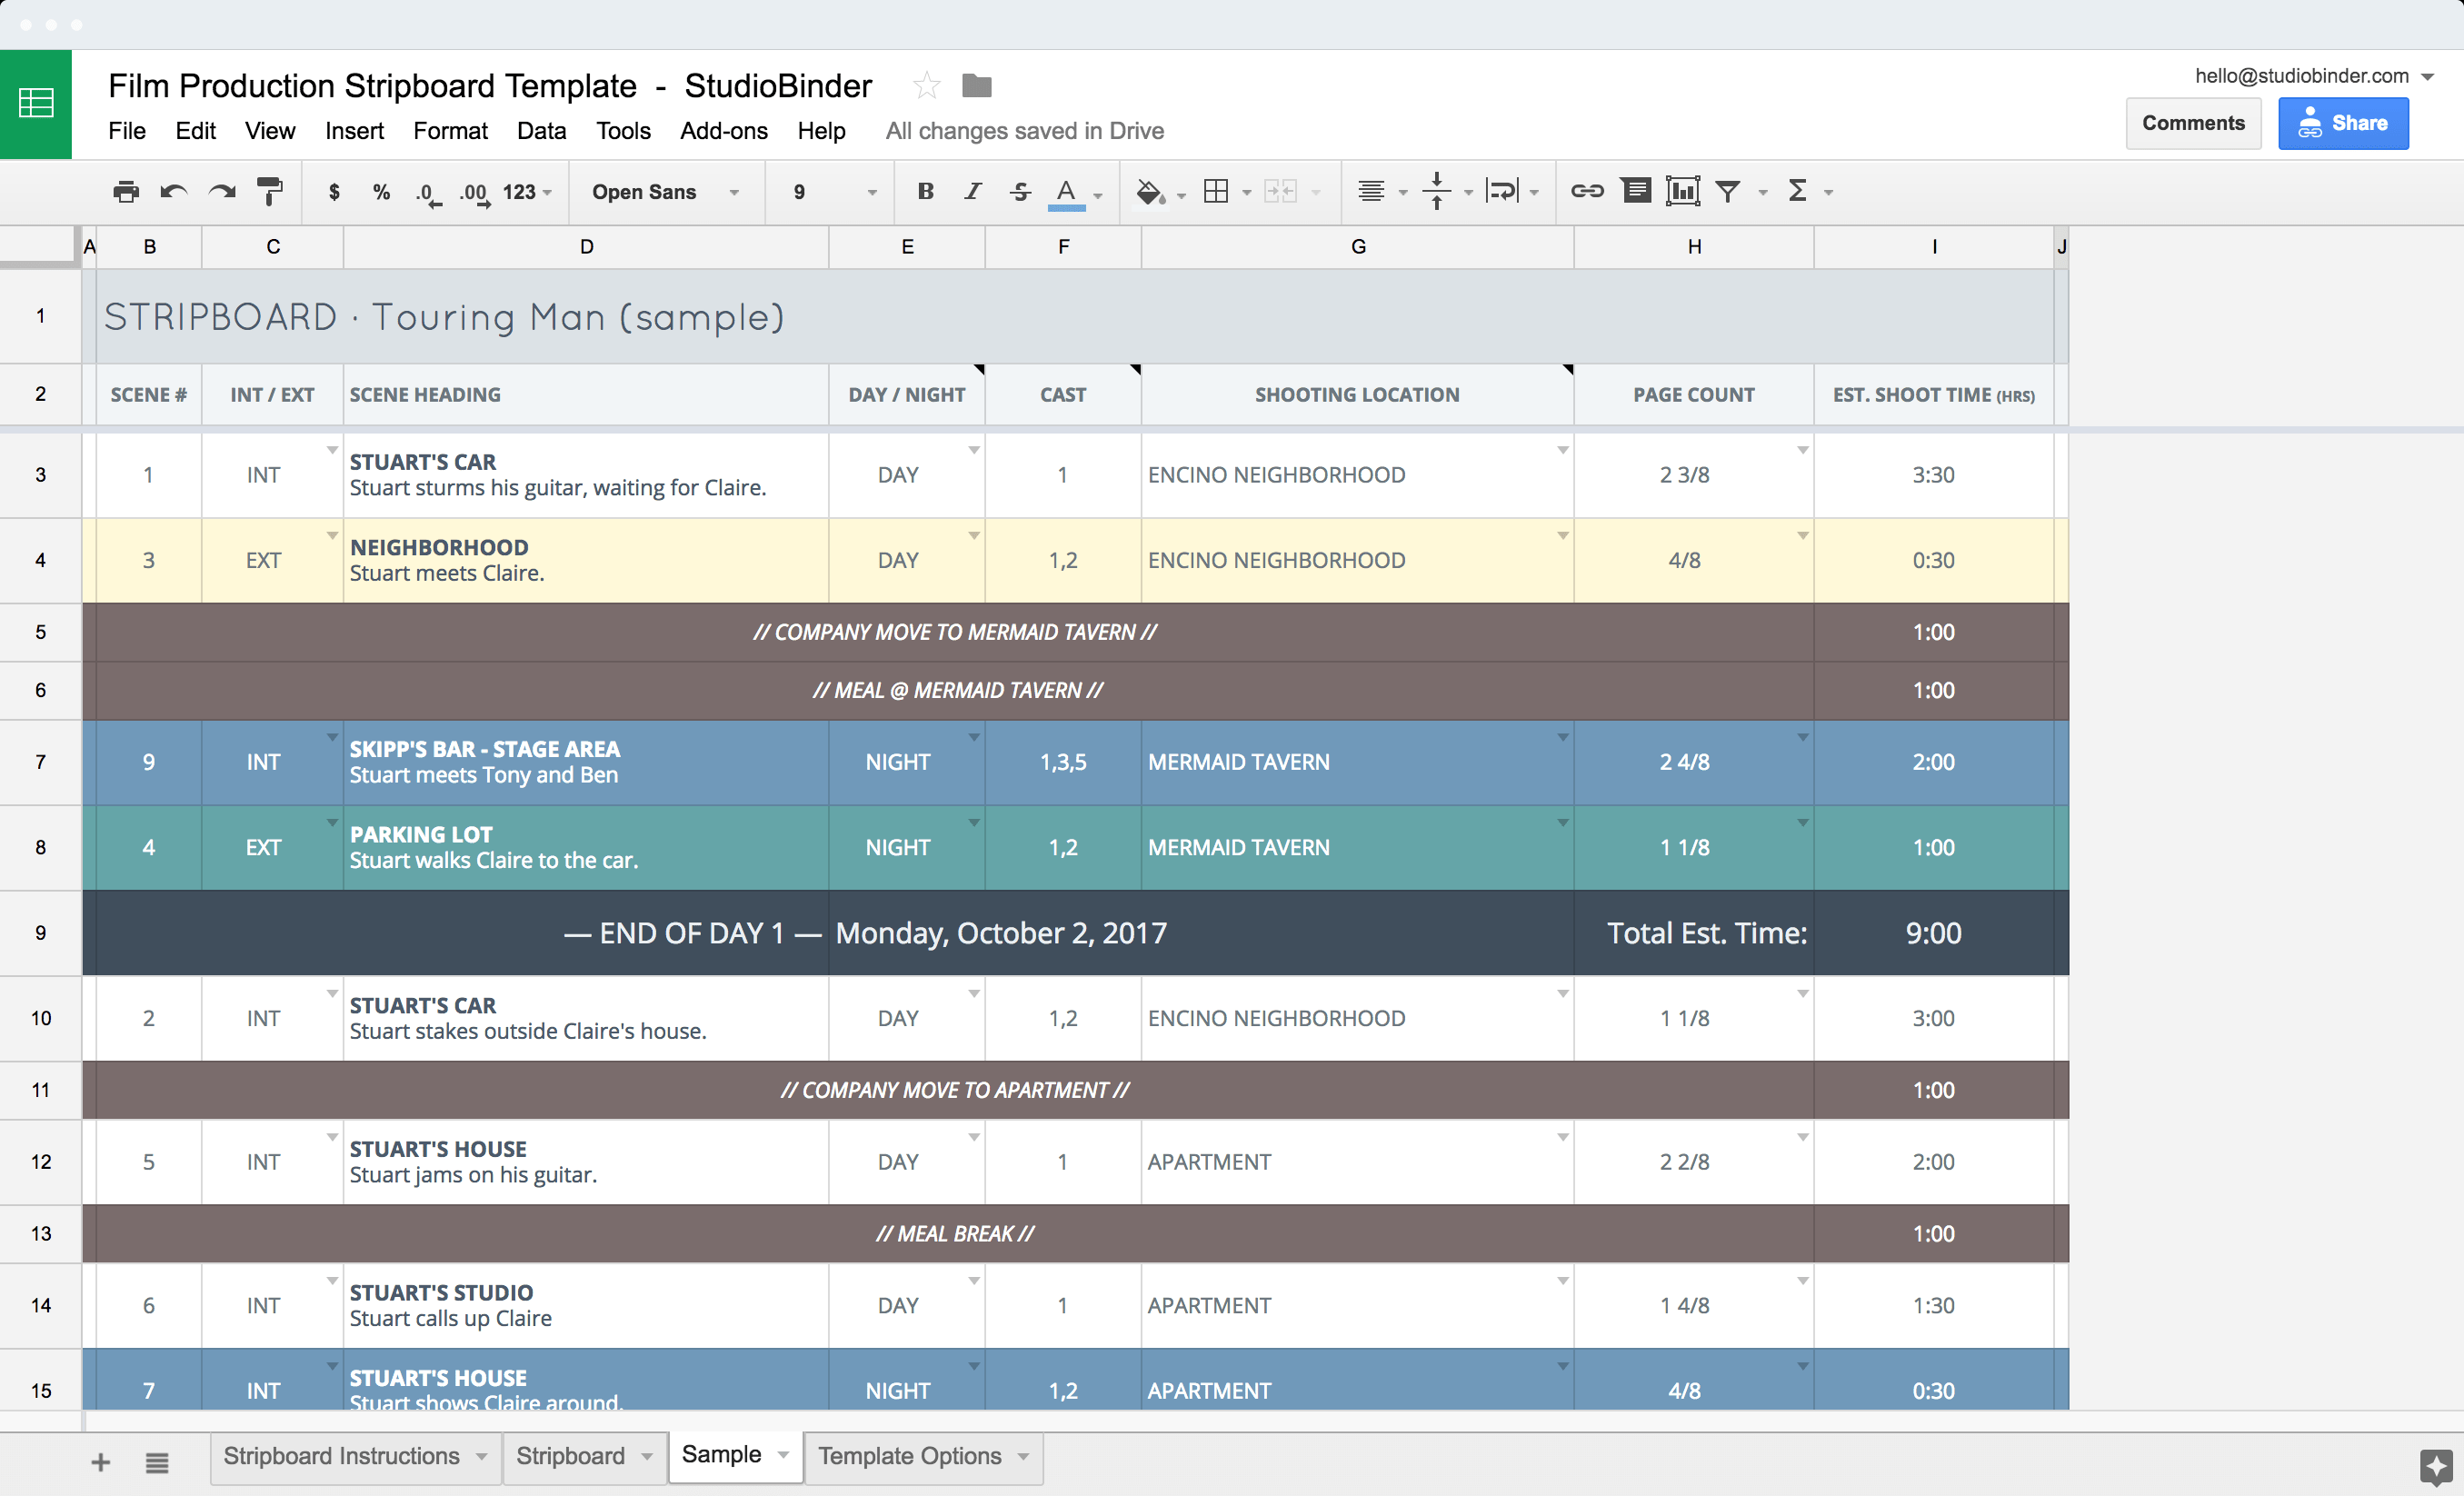 Film Production Stripboard Template - StudioBinder
hello@studiobinder.com
File Edit View Insert Format Data Tools Add-ons Help All changes saved in Drive
Comments Share
$ % .0 .00 123 Open Sans 9 B I S A Σ
A B C D E F G H I J
1 STRIPBOARD · Touring Man (sample)
2 SCENE # INT / EXT SCENE HEADING DAY / NIGHT CAST SHOOTING LOCATION PAGE COUNT EST. SHOOT TIME (HRS)
3 1 INT STUART'S CAR DAY 1 ENCINO NEIGHBORHOOD 2 3/8 3:30
Stuart sturms his guitar, waiting for Claire.
4 3 EXT NEIGHBORHOOD DAY 1,2 ENCINO NEIGHBORHOOD 4/8 0:30
Stuart meets Claire.
5 // COMPANY MOVE TO MERMAID TAVERN // 1:00
6 // MEAL @ MERMAID TAVERN // 1:00
7 9 INT SKIPP'S BAR - STAGE AREA NIGHT 1,3,5 MERMAID TAVERN 2 4/8 2:00
Stuart meets Tony and Ben
8 4 EXT PARKING LOT NIGHT 1,2 MERMAID TAVERN 1 1/8 1:00
Stuart walks Claire to the car.
9 — END OF DAY 1 — Monday, October 2, 2017 Total Est. Time: 9:00
10 2 INT STUART'S CAR DAY 1,2 ENCINO NEIGHBORHOOD 1 1/8 3:00
Stuart stakes outside Claire's house.
11 // COMPANY MOVE TO APARTMENT // 1:00
12 5 INT STUART'S HOUSE DAY 1 APARTMENT 2 2/8 2:00
Stuart jams on his guitar.
13 // MEAL BREAK // 1:00
14 6 INT STUART'S STUDIO DAY 1 APARTMENT 1 4/8 1:30
Stuart calls up Claire
15 7 INT STUART'S HOUSE NIGHT 1,2 APARTMENT 4/8 0:30
Stuart shows Claire around.
+ Stripboard Instructions Stripboard Sample Template Options